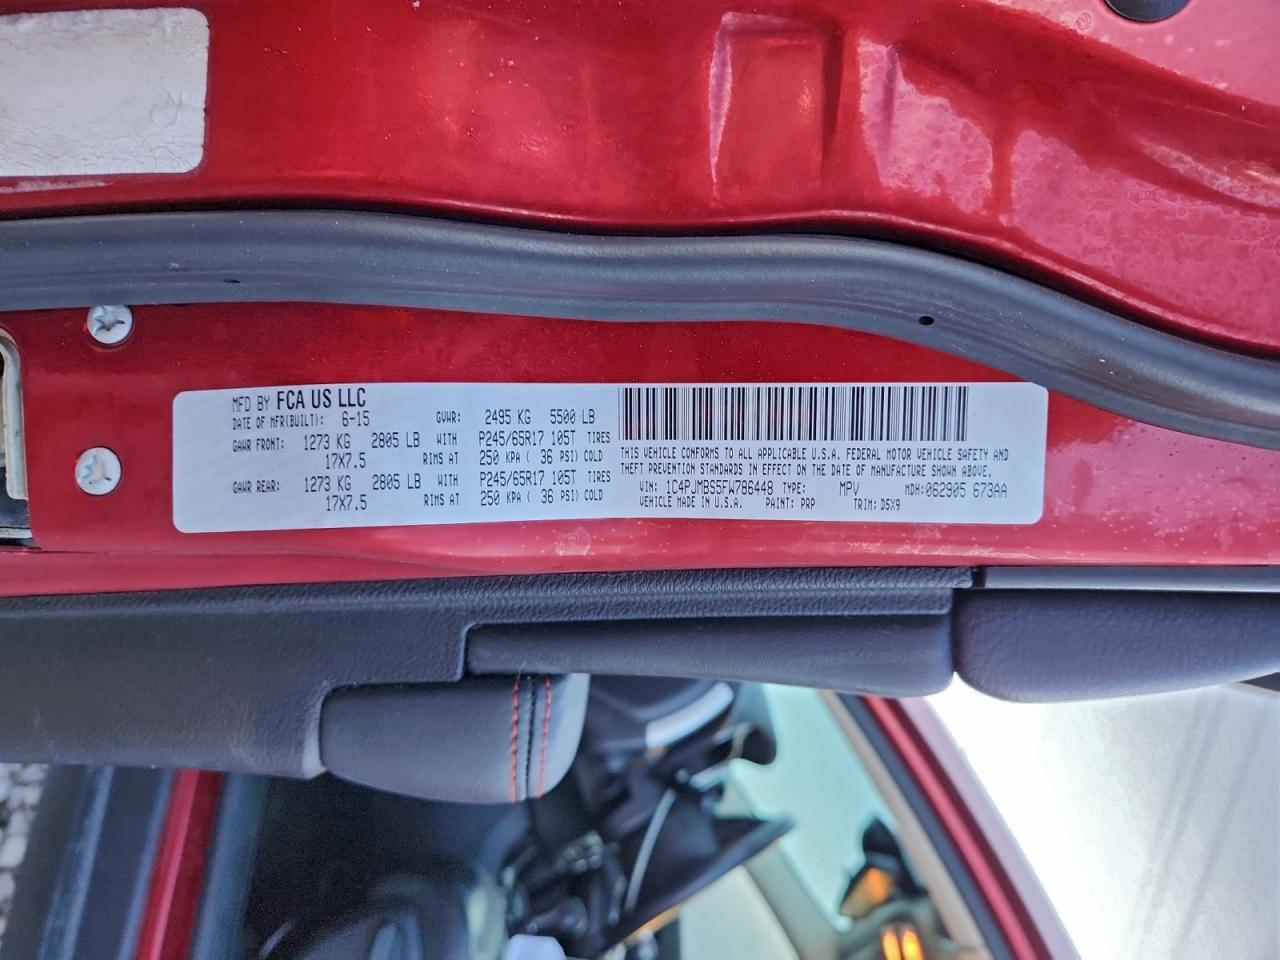 MFD BY FCA US LLC
DATE OF MFR(BUILT): 6-15 GVWR: 2495 KG 5500 LB
GAWR FRONT: 1273 KG 2805 LB WITH P245/65R17 105T TIRES
17X7.5 RIMS AT 250 KPA ( 36 PSI) COLD
GAWR REAR: 1273 KG 2805 LB WITH P245/65R17 105T TIRES
17X7.5 RIMS AT 250 KPA ( 36 PSI) COLD
THIS VEHICLE CONFORMS TO ALL APPLICABLE U.S.A. FEDERAL MOTOR VEHICLE SAFETY AND
THEFT PREVENTION STANDARDS IN EFFECT ON THE DATE OF MANUFACTURE SHOWN ABOVE.
VIN: 1C4PJMBS5FW786448 TYPE: MPV MDH:062905 673AA
VEHICLE MADE IN U.S.A. PAINT: PRP TRIM: D5X9